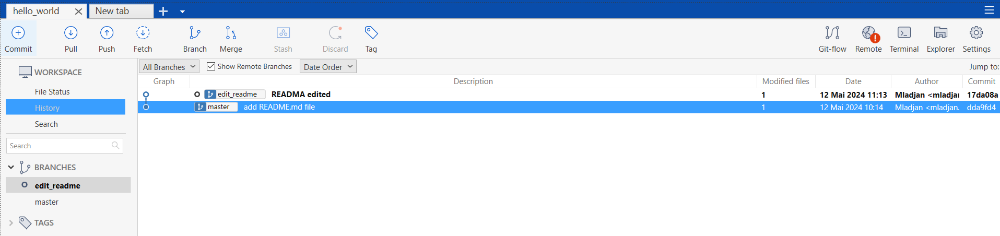 hello_world New tab
Commit Pull Push Fetch Branch Merge Stash Discard Tag Git-flow Remote Terminal Explorer Settings
WORKSPACE
File Status
History
Search
Search
BRANCHES
edit_readme
master
TAGS
All Branches Show Remote Branches Date Order Jump to:
Graph Description Modified files Date Author Commit
edit_readme READMA edited 1 12 Mai 2024 11:13 Mladjan <mladjan 17da08a
master add README.md file 1 12 Mai 2024 10:14 Mladjan <mladjan. dda9fd4